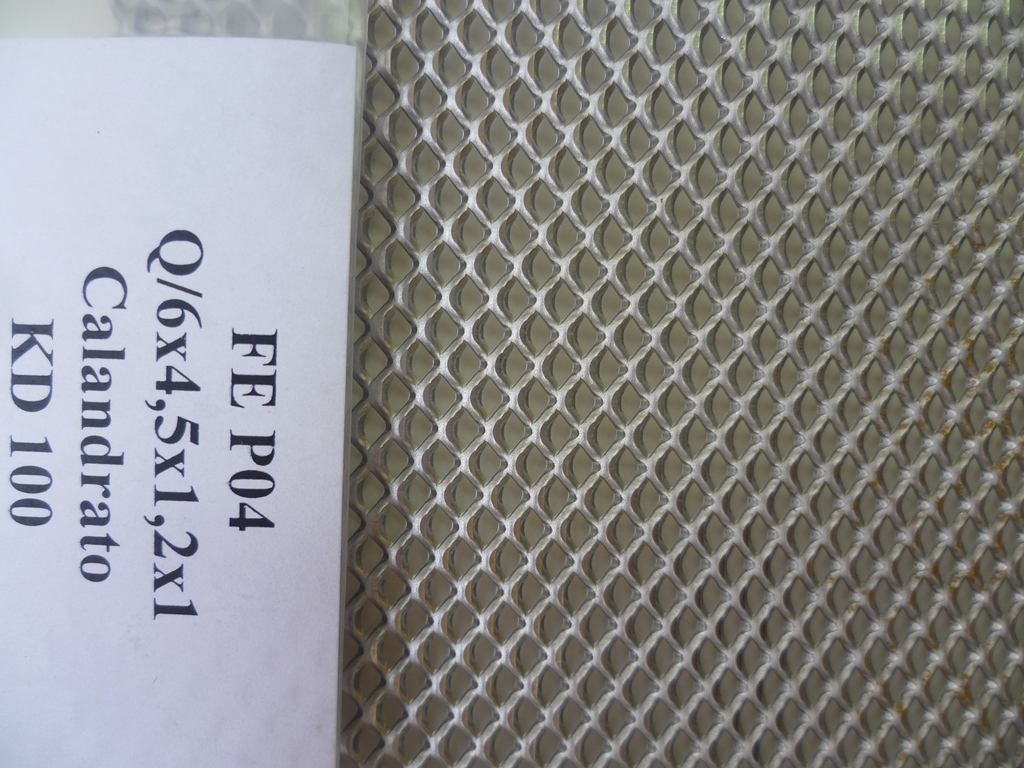 FE P04
Q/6x4,5x1,2x1
Calandrato
KD 100